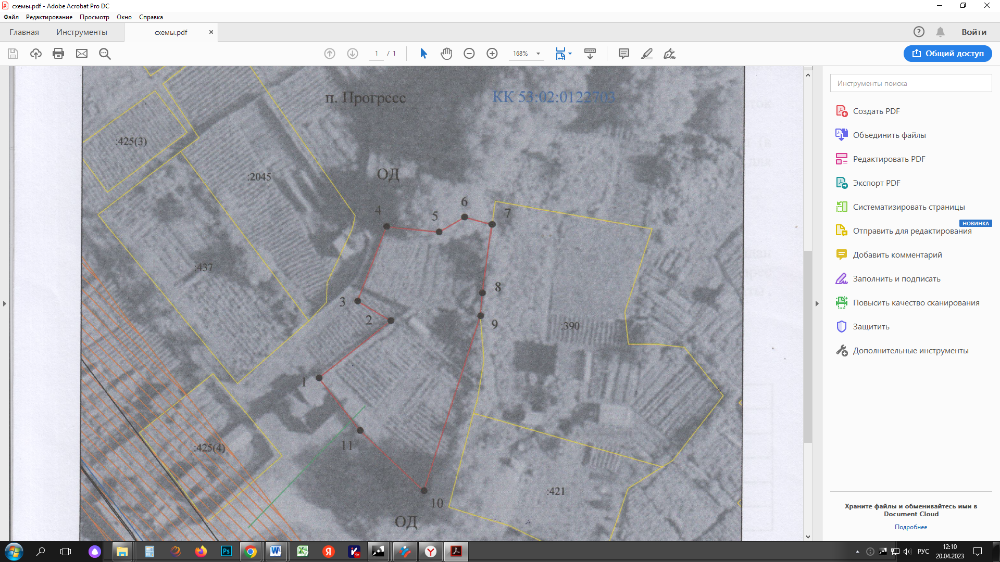 схемы.pdf - Adobe Acrobat Pro DC
Файл Редактирование Просмотр Окно Справка
Главная Инструменты схемы.pdf × Войти
1 / 1 168% Общий доступ
п. Прогресс КК 53:02:0122703
:425(3)
:2045
ОД
4 5 6 7
:437
8
3
2 9 :390
1
11
:425(4)
:421
10
ОД
Инструменты поиска
Создать PDF
Объединить файлы
Редактировать PDF
Экспорт PDF
Систематизировать страницы
НОВИНКА
Отправить для редактирования
Добавить комментарий
Заполнить и подписать
Повысить качество сканирования
Защитить
Дополнительные инструменты
Храните файлы и обменивайтесь ими в
Document Cloud
Подробнее
РУС 12:10
20.04.2023